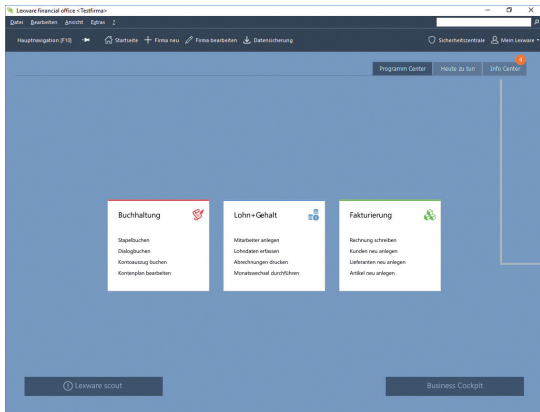 Lexware financial office <Testfirma>
Datei Bearbeiten Ansicht Extras ?
Hauptnavigation [F10] Startseite Firma neu Firma bearbeiten Datensicherung Sicherheitszentrale Mein Lexware
4
Programm Center Heute zu tun Info Center
Buchhaltung
Stapelbuchen
Dialogbuchen
Kontoauszug buchen
Kontenplan bearbeiten
Lohn+Gehalt
Mitarbeiter anlegen
Lohndaten erfassen
Abrechnungen drucken
Monatswechsel durchführen
Fakturierung
Rechnung schreiben
Kunden neu anlegen
Lieferanten neu anlegen
Artikel neu anlegen
Lexware scout
Business Cockpit